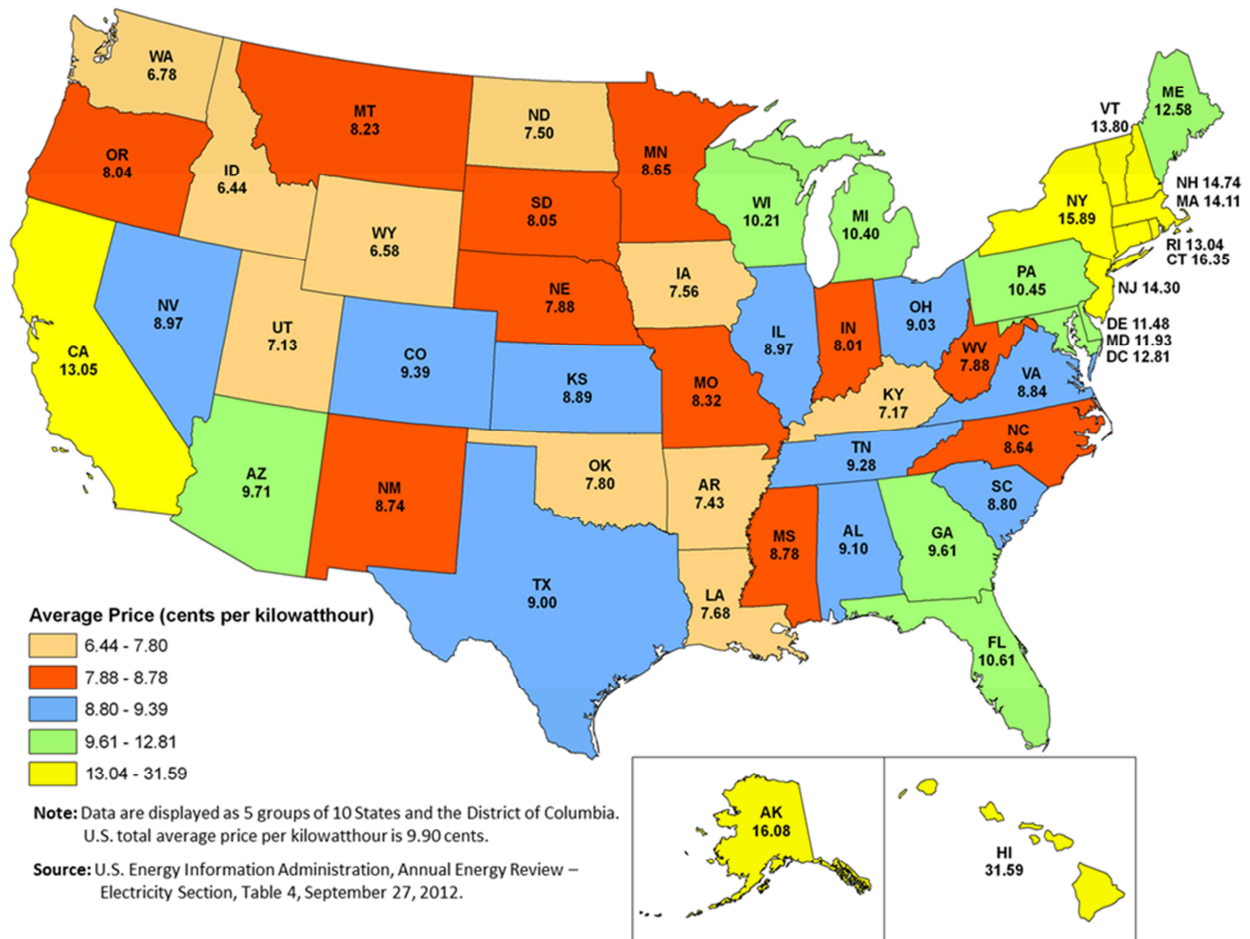 WA
6.78
MT
8.23
ND
7.50
MN
8.65
OR
8.04
ID
6.44
SD
8.05
WY
6.58
WI
10.21
MI
10.40
VT
13.80
ME
12.58
NY
15.89
NH 14.74
MA 14.11
RI 13.04
CT 16.35
NV
8.97
UT
7.13
CA
13.05
NE
7.88
IA
7.56
CO
9.39
KS
8.89
MO
8.32
IL
8.97
IN
8.01
OH
9.03
PA
10.45
NJ 14.30
DE 11.48
MD 11.93
DC 12.81
WV
7.88
VA
8.84
KY
7.17
NC
8.64
TN
9.28
SC
8.80
AZ
9.71
NM
8.74
OK
7.80
AR
7.43
MS
8.78
AL
9.10
GA
9.61
TX
9.00
LA
7.68
FL
10.61
Average Price (cents per kilowatthour)
6.44 - 7.80
7.88 - 8.78
8.80 - 9.39
9.61 - 12.81
13.04 - 31.59
AK
16.08
HI
31.59
Note: Data are displayed as 5 groups of 10 States and the District of Columbia.
U.S. total average price per kilowatthour is 9.90 cents.
Source: U.S. Energy Information Administration, Annual Energy Review –
Electricity Section, Table 4, September 27, 2012.